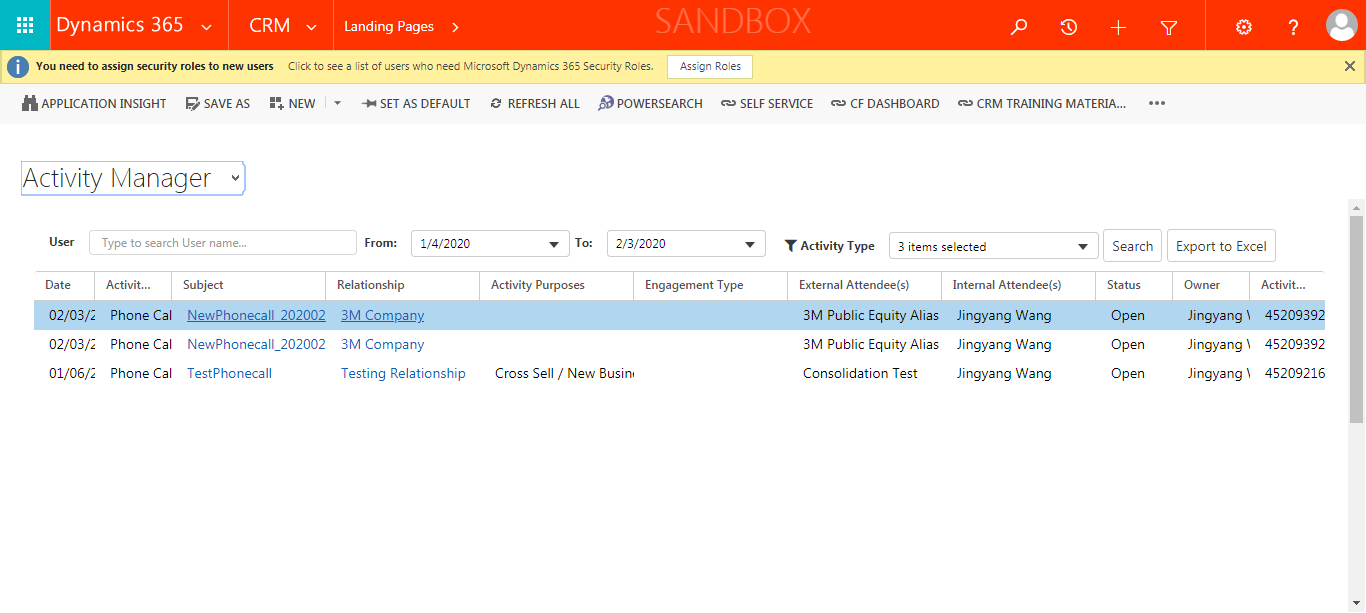 Dynamics 365 CRM Landing Pages SANDBOX
You need to assign security roles to new users Click to see a list of users who need Microsoft Dynamics 365 Security Roles. Assign Roles
APPLICATION INSIGHT SAVE AS NEW SET AS DEFAULT REFRESH ALL POWERSEARCH SELF SERVICE CF DASHBOARD CRM TRAINING MATERIA...
Activity Manager
User Type to search User name... From: 1/4/2020 To: 2/3/2020 Activity Type 3 items selected Search Export to Excel
Date Activit... Subject Relationship Activity Purposes Engagement Type External Attendee(s) Internal Attendee(s) Status Owner Activit...
02/03/2 Phone Cal NewPhonecall_202002 3M Company 3M Public Equity Alias Jingyang Wang Open Jingyang 45209392
02/03/2 Phone Cal NewPhonecall_202002 3M Company 3M Public Equity Alias Jingyang Wang Open Jingyang 45209392
01/06/2 Phone Cal TestPhonecall Testing Relationship Cross Sell / New Busin Consolidation Test Jingyang Wang Open Jingyang 45209216